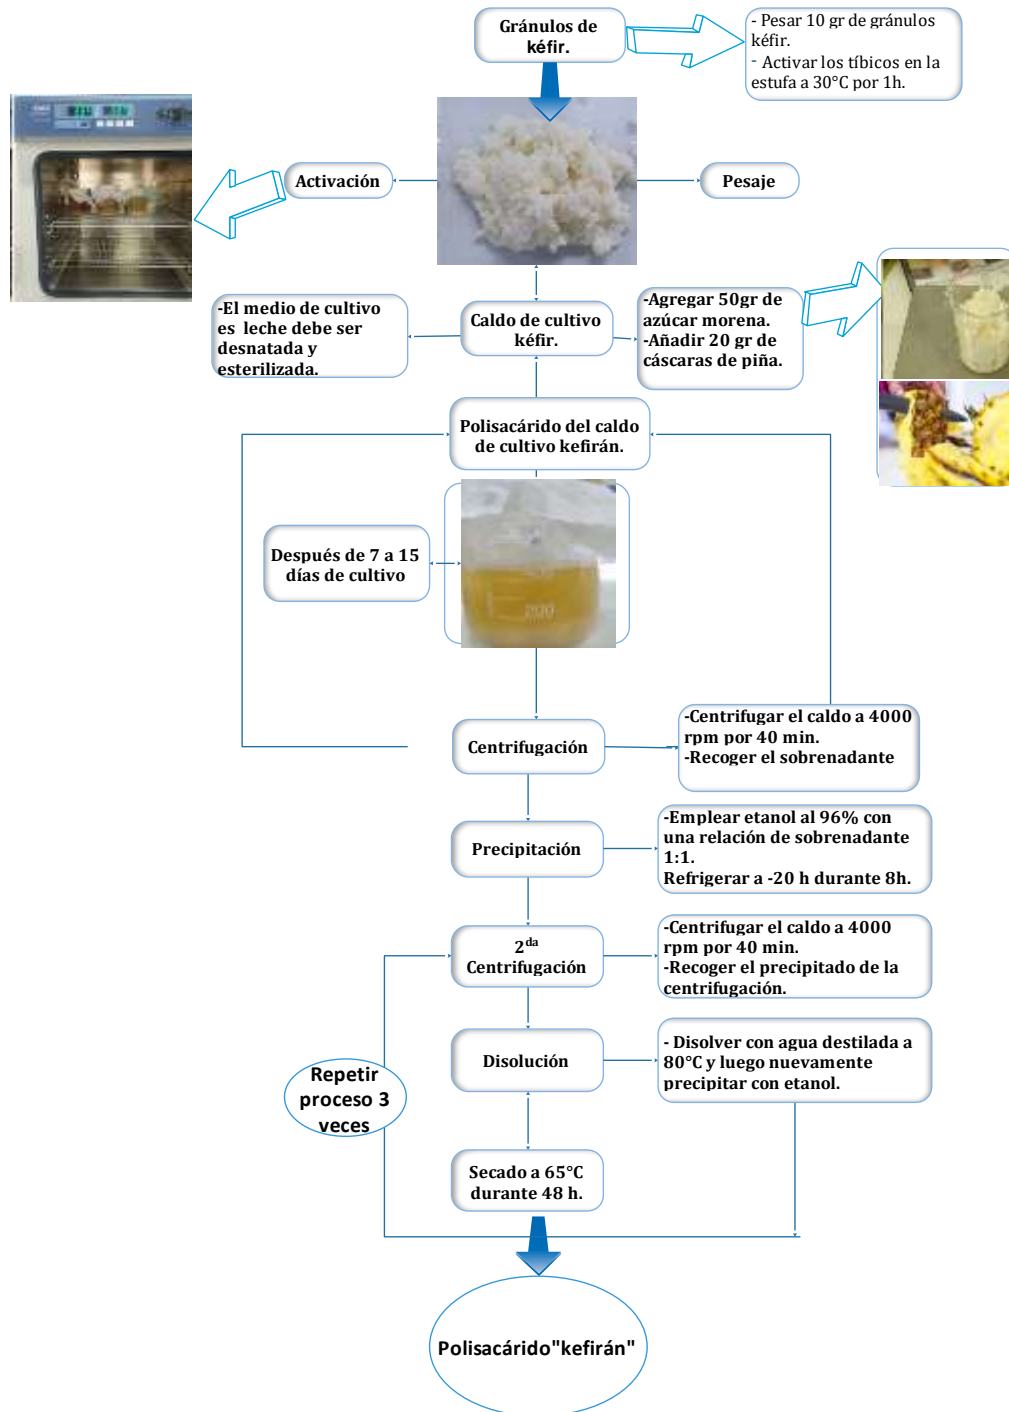 Gránulos de
kéfir.
- Pesar 10 gr de gránulos
kéfir.
- Activar los tíbicos en la
estufa a 30°C por 1h.
Activación
Pesaje
-El medio de cultivo
es leche debe ser
desnatada y
esterilizada.
Caldo de cultivo
kéfir.
-Agregar 50gr de
azúcar morena.
-Añadir 20 gr de
cáscaras de piña.
Polisacárido del caldo
de cultivo kefirán.
Después de 7 a 15
días de cultivo
200
Centrifugación
-Centrifugar el caldo a 4000
rpm por 40 min.
-Recoger el sobrenadante
Precipitación
-Emplear etanol al 96% con
una relación de sobrenadante
1:1.
Refrigerar a -20 h durante 8h.
2da
Centrifugación
-Centrifugar el caldo a 4000
rpm por 40 min.
-Recoger el precipitado de la
centrifugación.
Disolución
- Disolver con agua destilada a
80°C y luego nuevamente
precipitar con etanol.
Repetir
proceso 3
veces
Secado a 65°C
durante 48 h.
Polisacárido"kefirán"